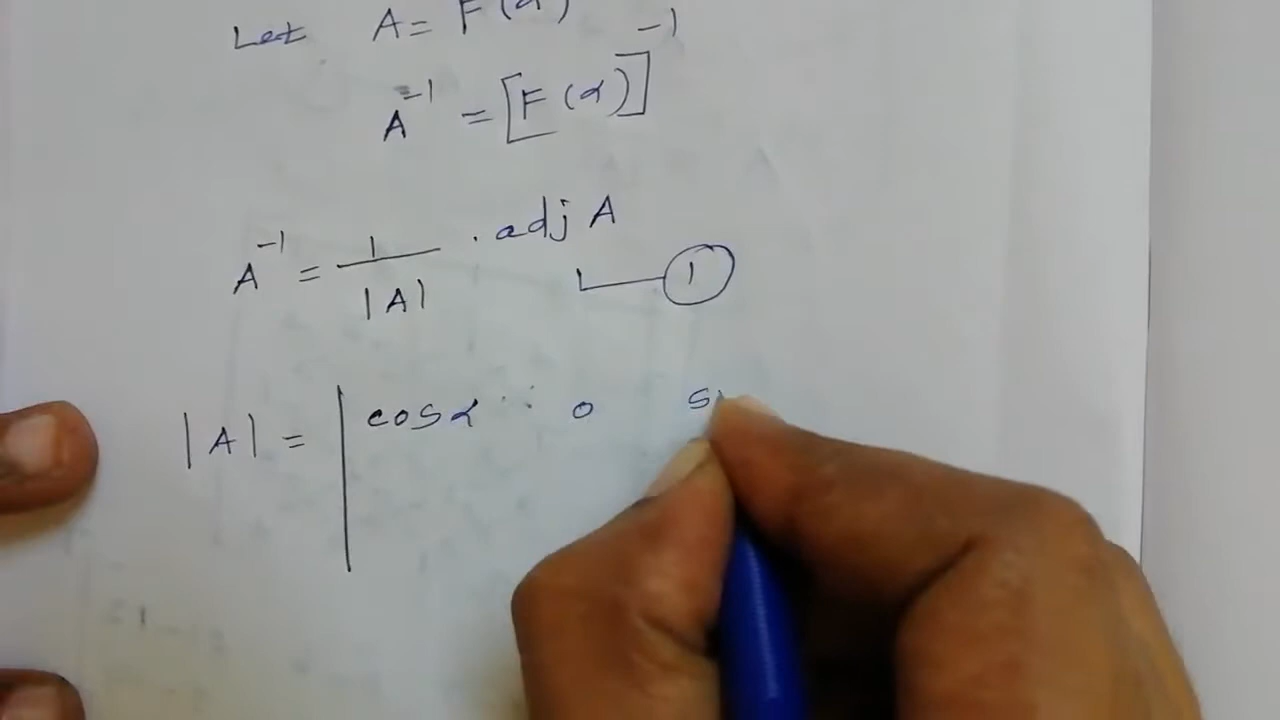 Let A = F(α)
A⁻¹ = [F(α)]⁻¹
A⁻¹ = 1/|A| . adj A
1
|A| = | cosα 0 s